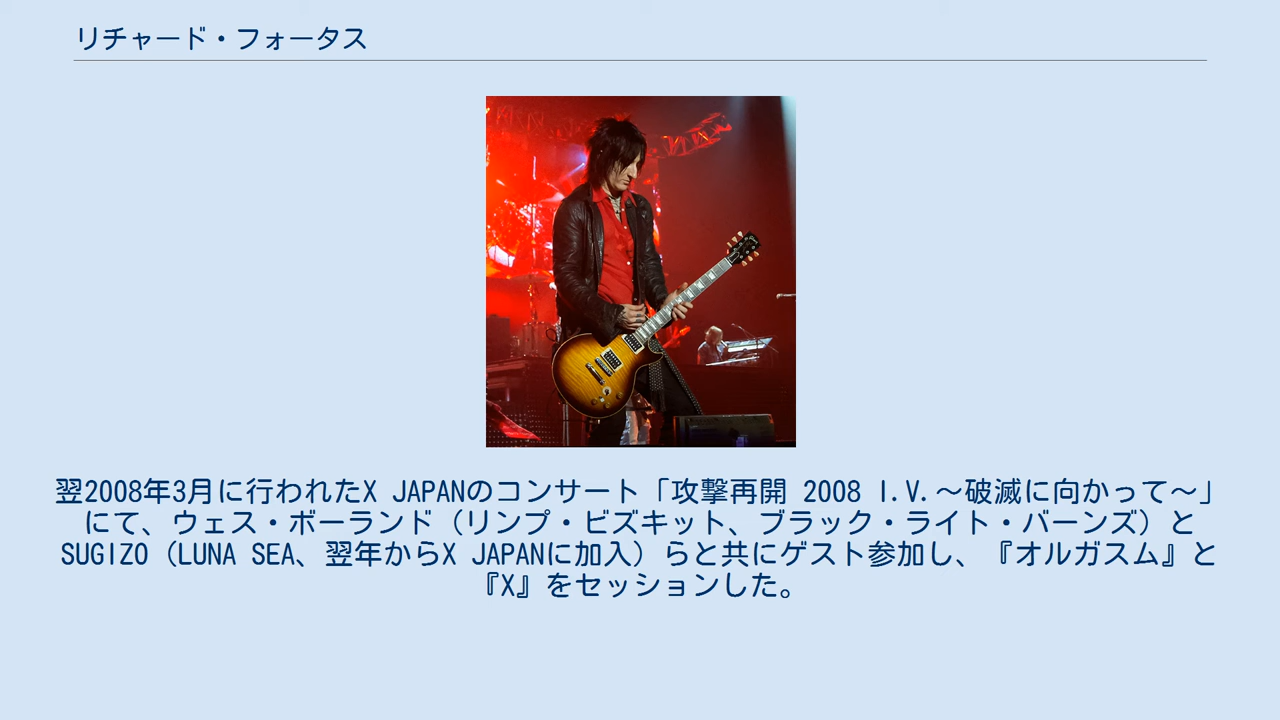 リチャード・フォータス
翌2008年3月に行われたX JAPANのコンサート「攻撃再開 2008 I.V.～破滅に向かって～」
にて、ウェス・ボーランド（リンプ・ビズキット、ブラック・ライト・バーンズ）と
SUGIZO（LUNA SEA、翌年からX JAPANに加入）らと共にゲスト参加し、『オルガスム』と
『X』をセッションした。